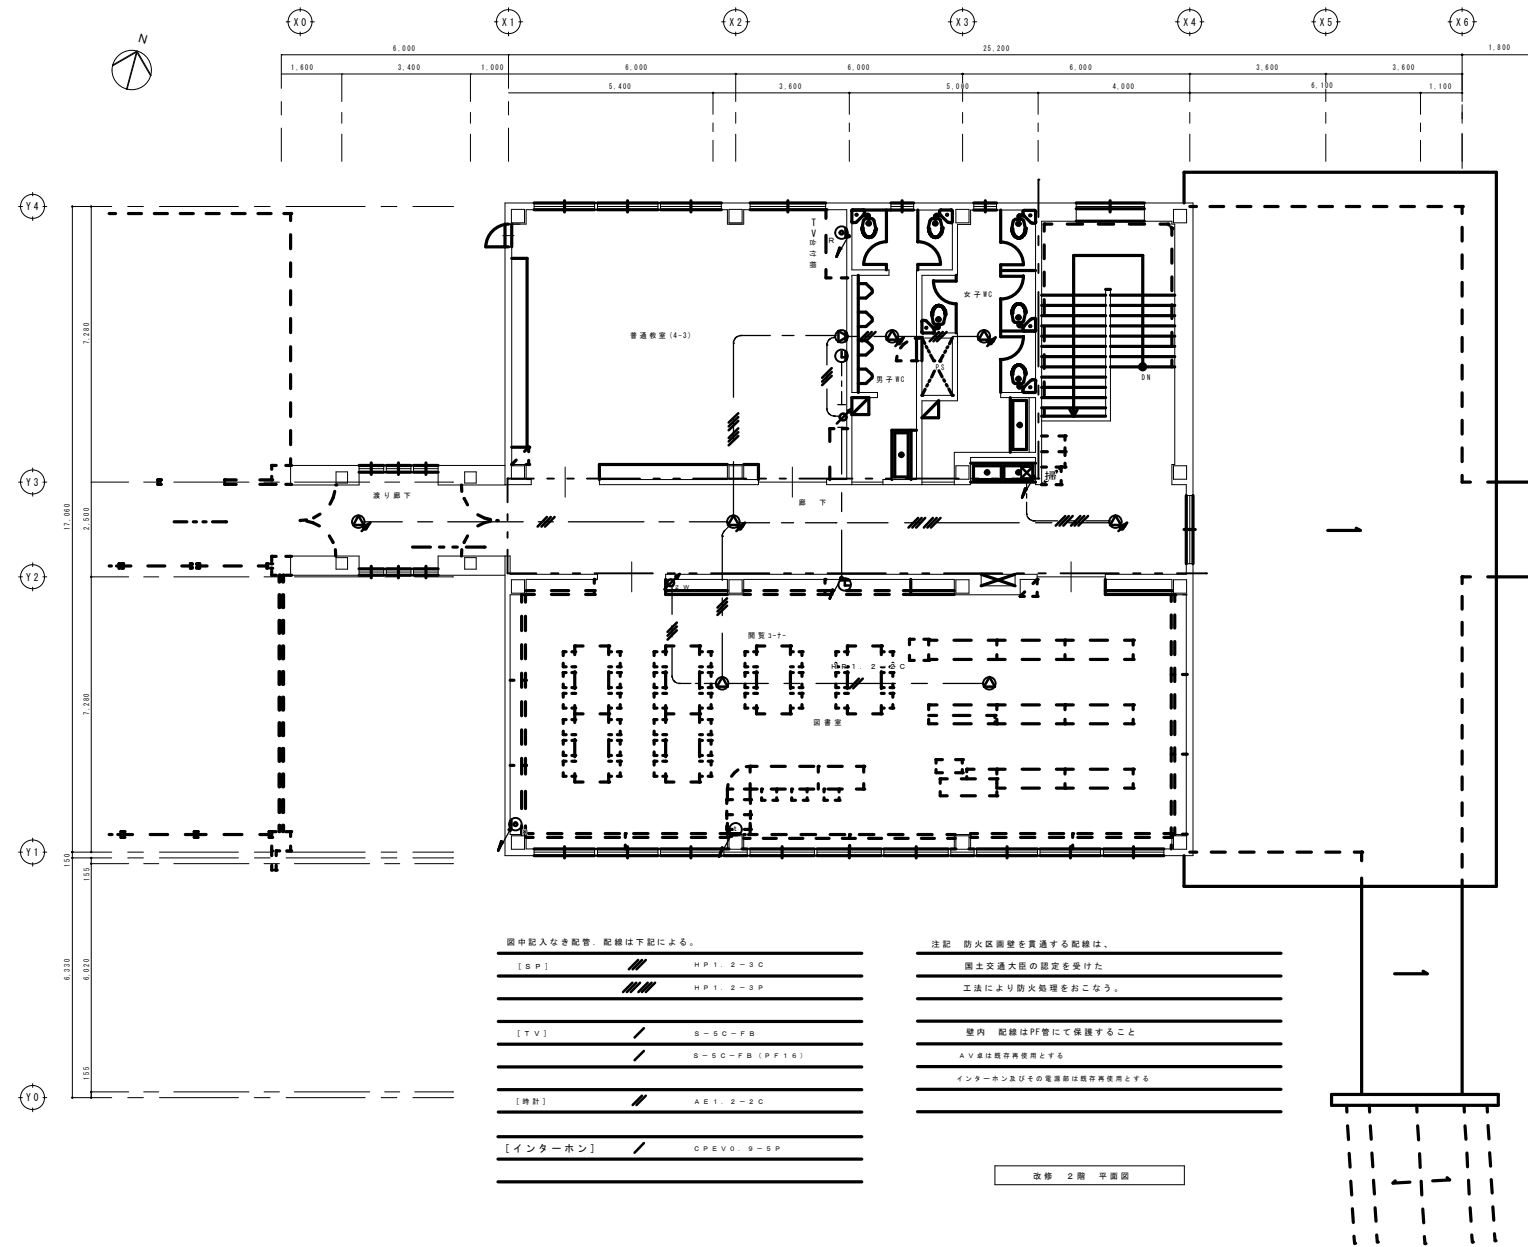 X0 X1 X2 X3 X4 X5 X6
N
6,000 25,200 1,800
1,600 3,400 1,000 6,000 6,000 6,000 3,600 3,600
5,400 3,600 5,000 4,000 6,100 1,100
Y4
Y3
Y2
Y1
Y0
7,280
17,060
2,500
7,280
150
155
6,330
6,020
155
TV台付棚
R
普通教室(4-3)
女子WC
男子WC
PS
DN
掃
渡り廊下
廊 下
閲覧コーナー
図書室
図中記入なき配管．配線は下記による。
[SP] HP1．2－3C
HP1．2－3P
[TV] S－5C－FB
S－5C－FB(PF16)
[時計] AE1．2－2C
[インターホン] CPEV0．9－5P
注記 防火区画壁を貫通する配線は、
国土交通大臣の認定を受けた
工法により防火処理をおこなう。
壁内 配線はPF管にて保護すること
AV卓は既存再使用とする
インターホン及びその電源部は既存再使用とする
改修 2階 平面図